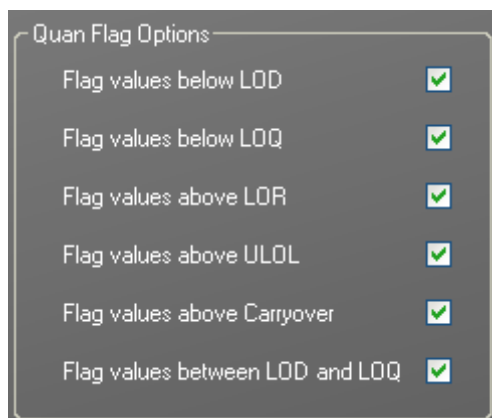 Quan Flag Options
Flag values below LOD
Flag values below LOQ
Flag values above LOR
Flag values above ULOL
Flag values above Carryover
Flag values between LOD and LOQ